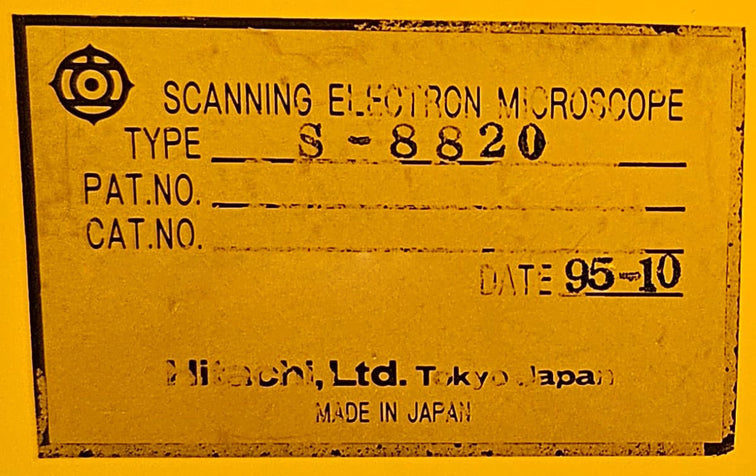 SCANNING ELECTRON MICROSCOPE
TYPE S-8820
PAT.NO.
CAT.NO.
DATE 95-10
Hitachi, Ltd. Tokyo Japan
MADE IN JAPAN